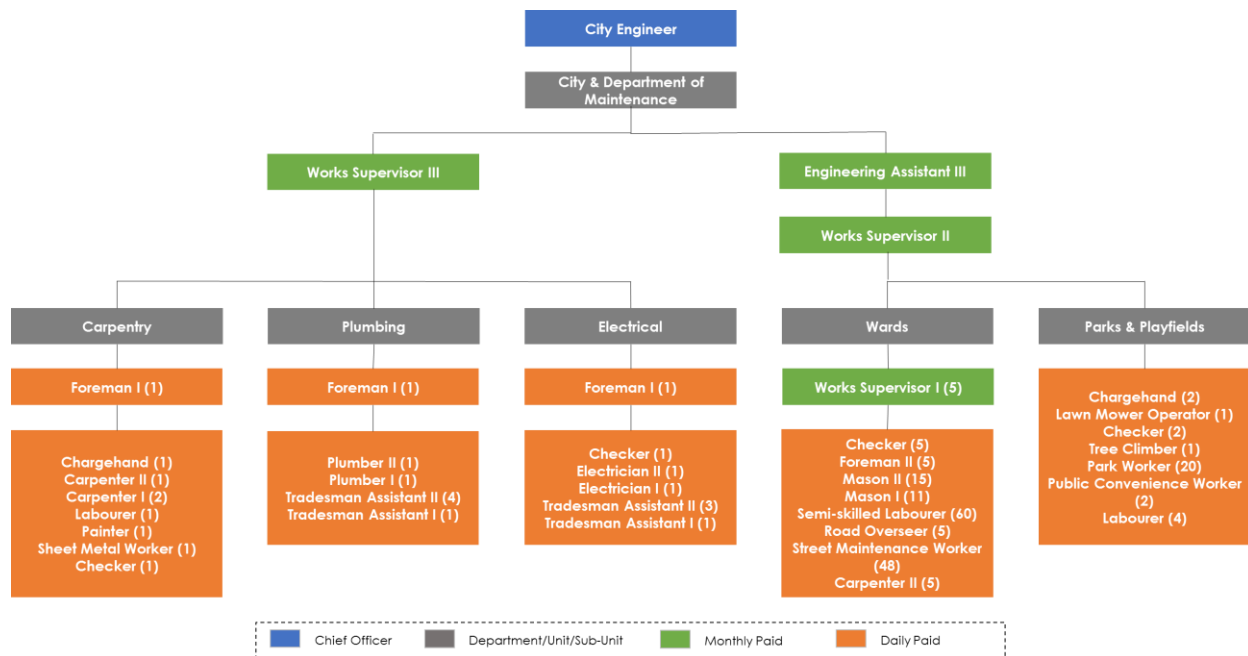 City Engineer
City & Department of
Maintenance
Works Supervisor III
Engineering Assistant III
Works Supervisor II
Carpentry
Plumbing
Electrical
Wards
Parks & Playfields
Foreman I (1)
Foreman I (1)
Foreman I (1)
Works Supervisor I (5)
Chargehand (1)
Carpenter II (1)
Carpenter I (2)
Labourer (1)
Painter (1)
Sheet Metal Worker (1)
Checker (1)
Plumber II (1)
Plumber I (1)
Tradesman Assistant II (4)
Tradesman Assistant I (1)
Checker (1)
Electrician II (1)
Electrician I (1)
Tradesman Assistant II (3)
Tradesman Assistant I (1)
Checker (5)
Foreman II (5)
Mason II (15)
Mason I (11)
Semi-skilled Labourer (60)
Road Overseer (5)
Street Maintenance Worker
(48)
Carpenter II (5)
Chargehand (2)
Lawn Mower Operator (1)
Checker (2)
Tree Climber (1)
Park Worker (20)
Public Convenience Worker
(2)
Labourer (4)
Chief Officer
Department/Unit/Sub-Unit
Monthly Paid
Daily Paid